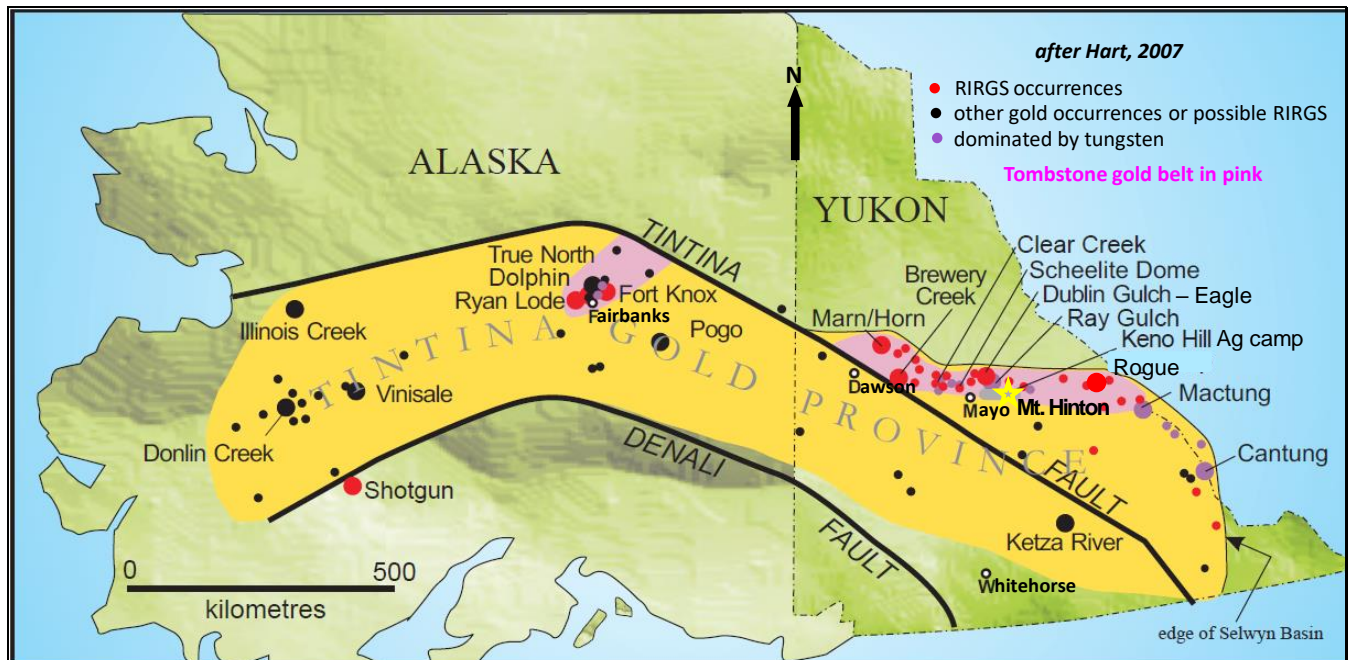 after Hart, 2007
N
RIRGS occurrences
other gold occurrences or possible RIRGS
dominated by tungsten
Tombstone gold belt in pink
ALASKA
YUKON
TINTINA
FAULT
True North
Dolphin
Ryan Lode
Fort Knox
Fairbanks
Illinois Creek
Pogo
TINTINA GOLD PROVINCE
Vinisale
Donlin Creek
DENALI
FAULT
Shotgun
Clear Creek
Scheelite Dome
Brewery
Creek
Dublin Gulch – Eagle
Ray Gulch
Marn/Horn
Keno Hill Ag camp
Rogue
Dawson
Mactung
Mayo
Mt. Hinton
Cantung
Ketza River
Whitehorse
0 500
kilometres
edge of Selwyn Basin